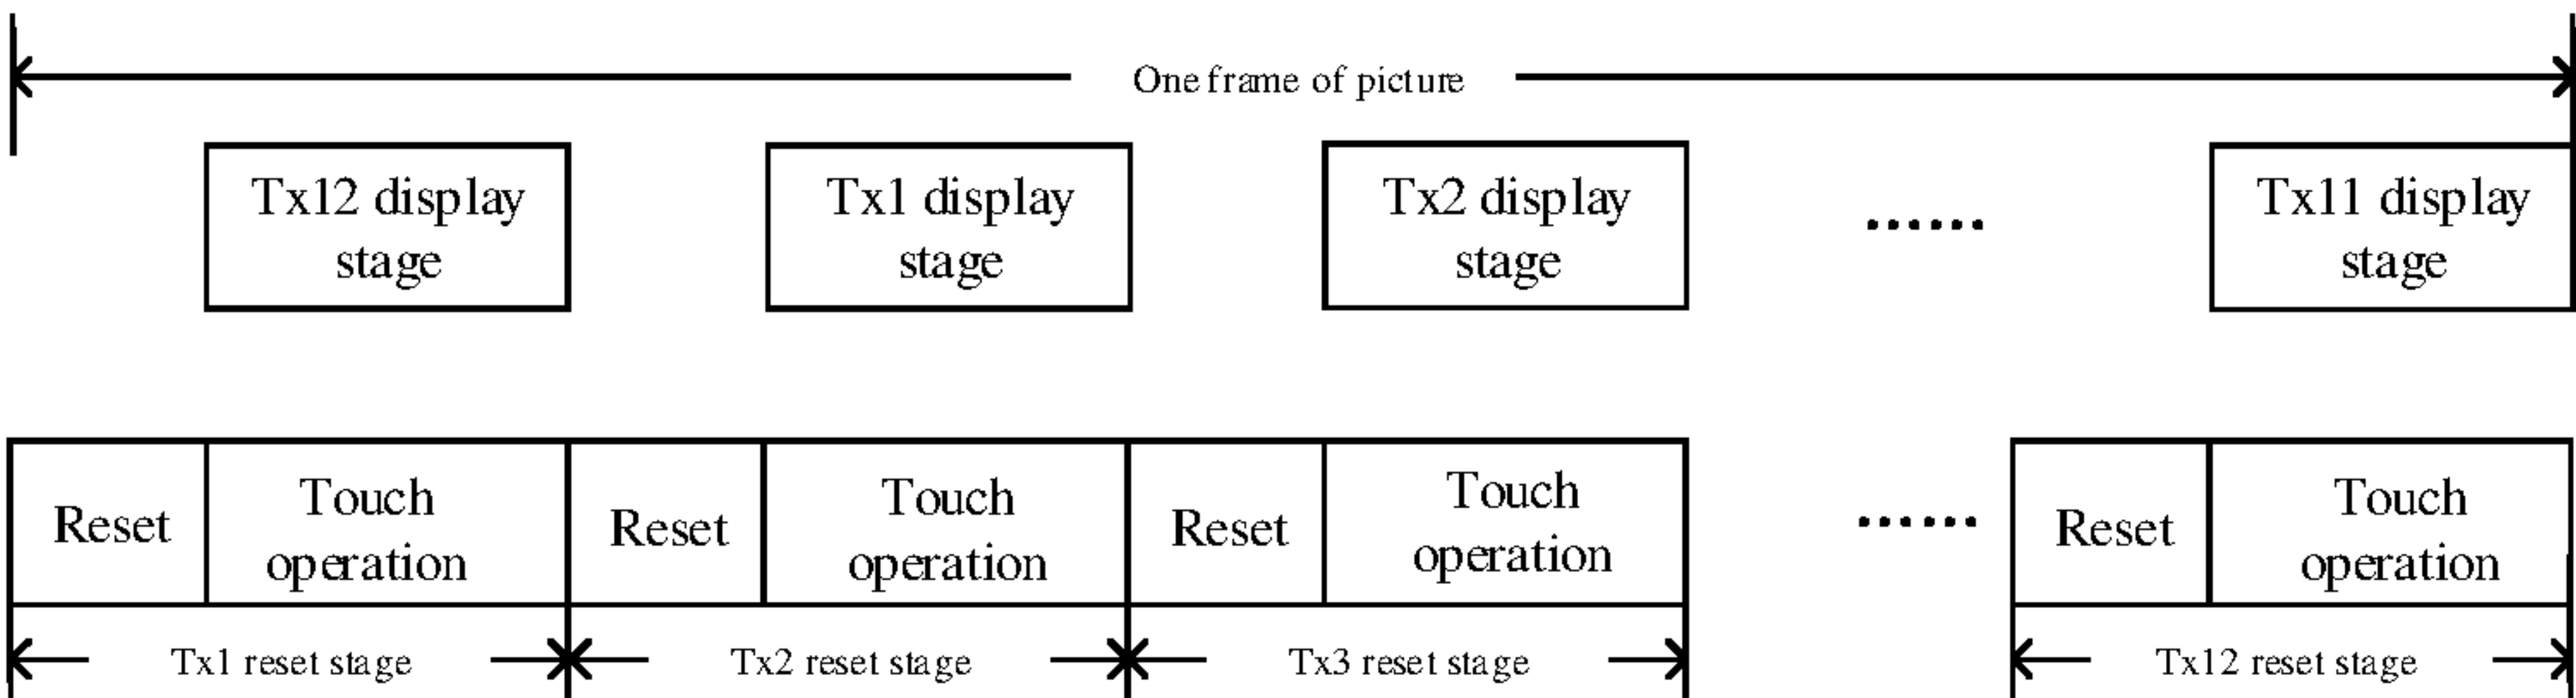 One frame of picture
Tx12 display
stage
Tx1 display
stage
Tx2 display
stage
......
Tx11 display
stage
Reset
Touch
operation
Reset
Touch
operation
Reset
Touch
operation
......
Reset
Touch
operation
Tx1 reset stage
Tx2 reset stage
Tx3 reset stage
Tx12 reset stage